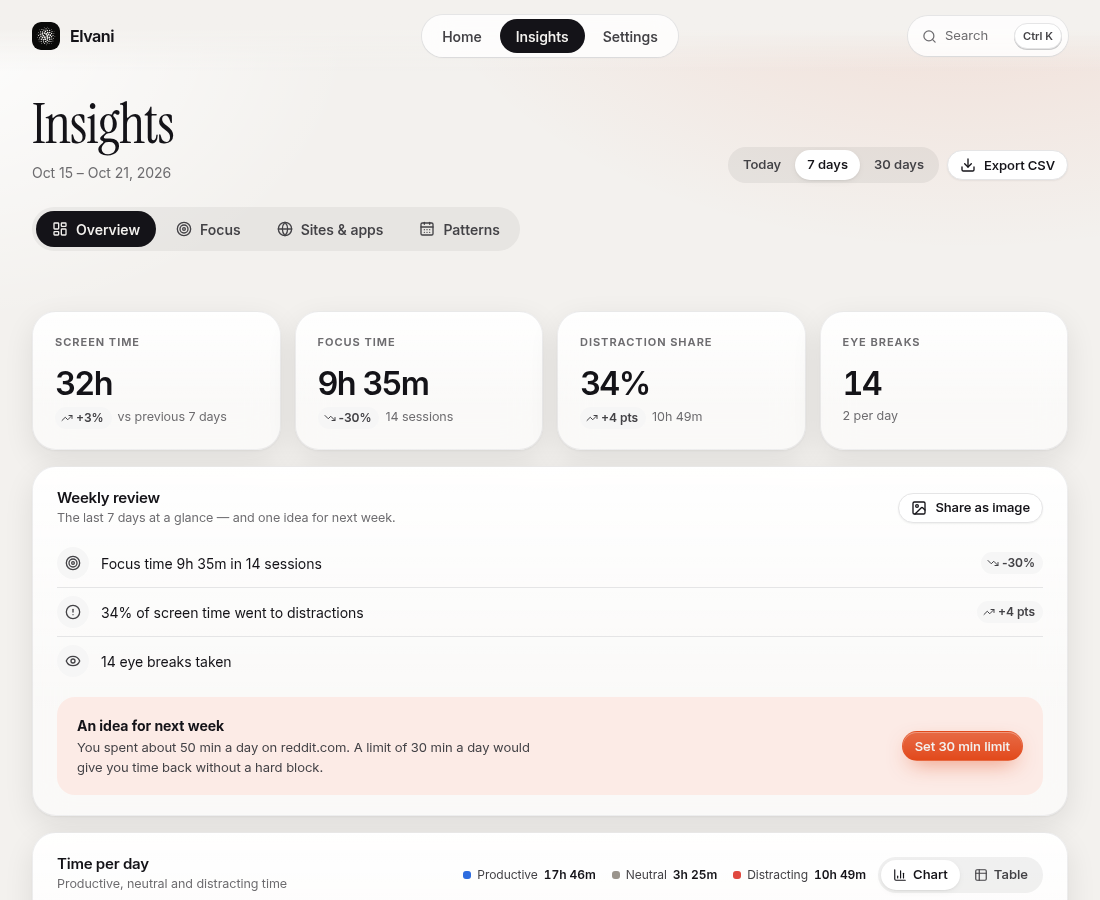 Elvani
Home Insights Settings
Search Ctrl K
Insights
Oct 15 – Oct 21, 2026
Today 7 days 30 days Export CSV
Overview Focus Sites & apps Patterns
SCREEN TIME
32h
+3% vs previous 7 days
FOCUS TIME
9h 35m
-30% 14 sessions
DISTRACTION SHARE
34%
+4 pts 10h 49m
EYE BREAKS
14
2 per day
Weekly review
The last 7 days at a glance — and one idea for next week.
Share as image
Focus time 9h 35m in 14 sessions -30%
34% of screen time went to distractions +4 pts
14 eye breaks taken
An idea for next week
You spent about 50 min a day on reddit.com. A limit of 30 min a day would
give you time back without a hard block.
Set 30 min limit
Time per day
Productive, neutral and distracting time
Productive 17h 46m Neutral 3h 25m Distracting 10h 49m
Chart Table